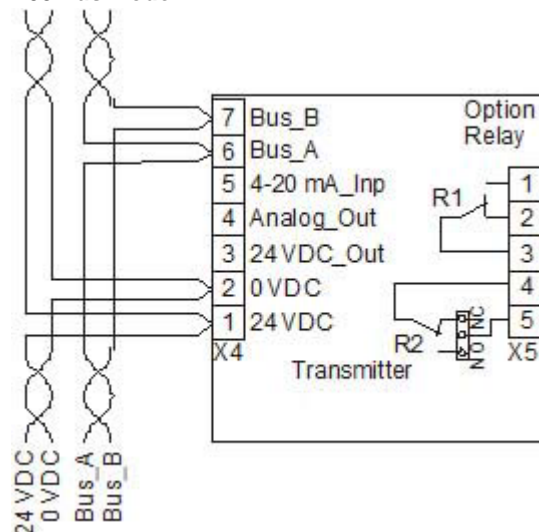 7 Bus_B
6 Bus_A
5 4-20 mA_Inp
4 Analog_Out
3 24 VDC_Out
2 0 VDC
1 24 VDC
X4
Transmitter
Option
Relay
R1
1
2
3
4
5
R2
NO NC
X5
24 VDC
0 VDC
Bus_A
Bus_B